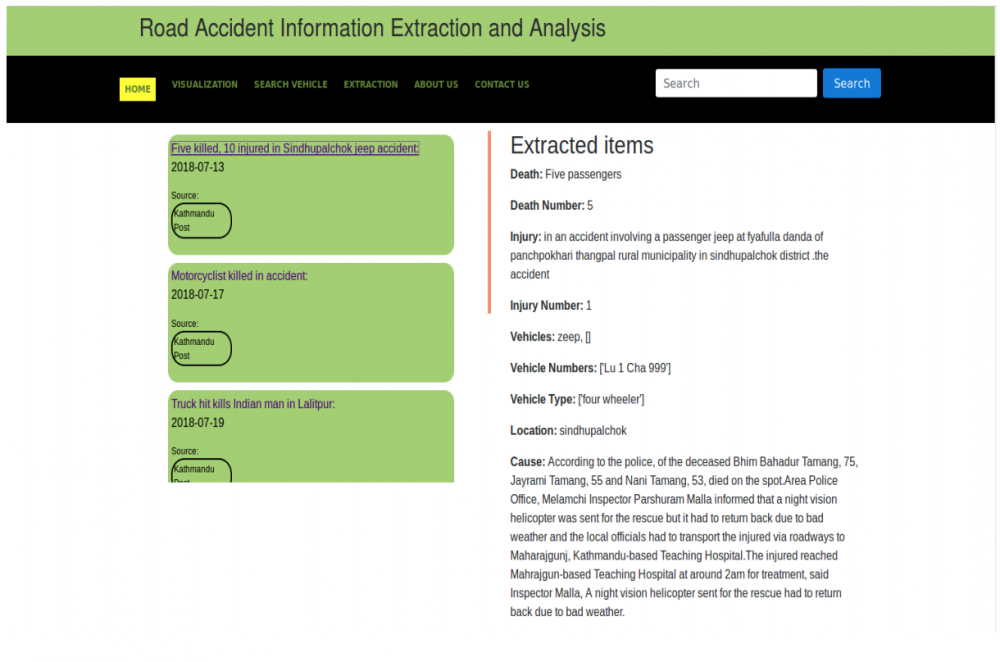 Road Accident Information Extraction and Analysis
HOME VISUALIZATION SEARCH VEHICLE EXTRACTION ABOUT US CONTACT US Search Search
Five killed, 10 injured in Sindhupalchok jeep accident:
2018-07-13
Source:
Kathmandu
Post
Motorcyclist killed in accident:
2018-07-17
Source:
Kathmandu
Post
Truck hit kills Indian man in Lalitpur:
2018-07-19
Source:
Kathmandu
Post
Extracted items
Death: Five passengers
Death Number: 5
Injury: in an accident involving a passenger jeep at fyafulla danda of
panchpokhari thangpal rural municipality in sindhupalchok district .the
accident
Injury Number: 1
Vehicles: zeep, []
Vehicle Numbers: ['Lu 1 Cha 999']
Vehicle Type: ['four wheeler']
Location: sindhupalchok
Cause: According to the police, of the deceased Bhim Bahadur Tamang, 75,
Jayrami Tamang, 55 and Nani Tamang, 53, died on the spot.Area Police
Office, Melamchi Inspector Parshuram Malla informed that a night vision
helicopter was sent for the rescue but it had to return back due to bad
weather and the local officials had to transport the injured via roadways to
Maharajgunj, Kathmandu-based Teaching Hospital.The injured reached
Mahrajgun-based Teaching Hospital at around 2am for treatment, said
Inspector Malla, A night vision helicopter sent for the rescue had to return
back due to bad weather.